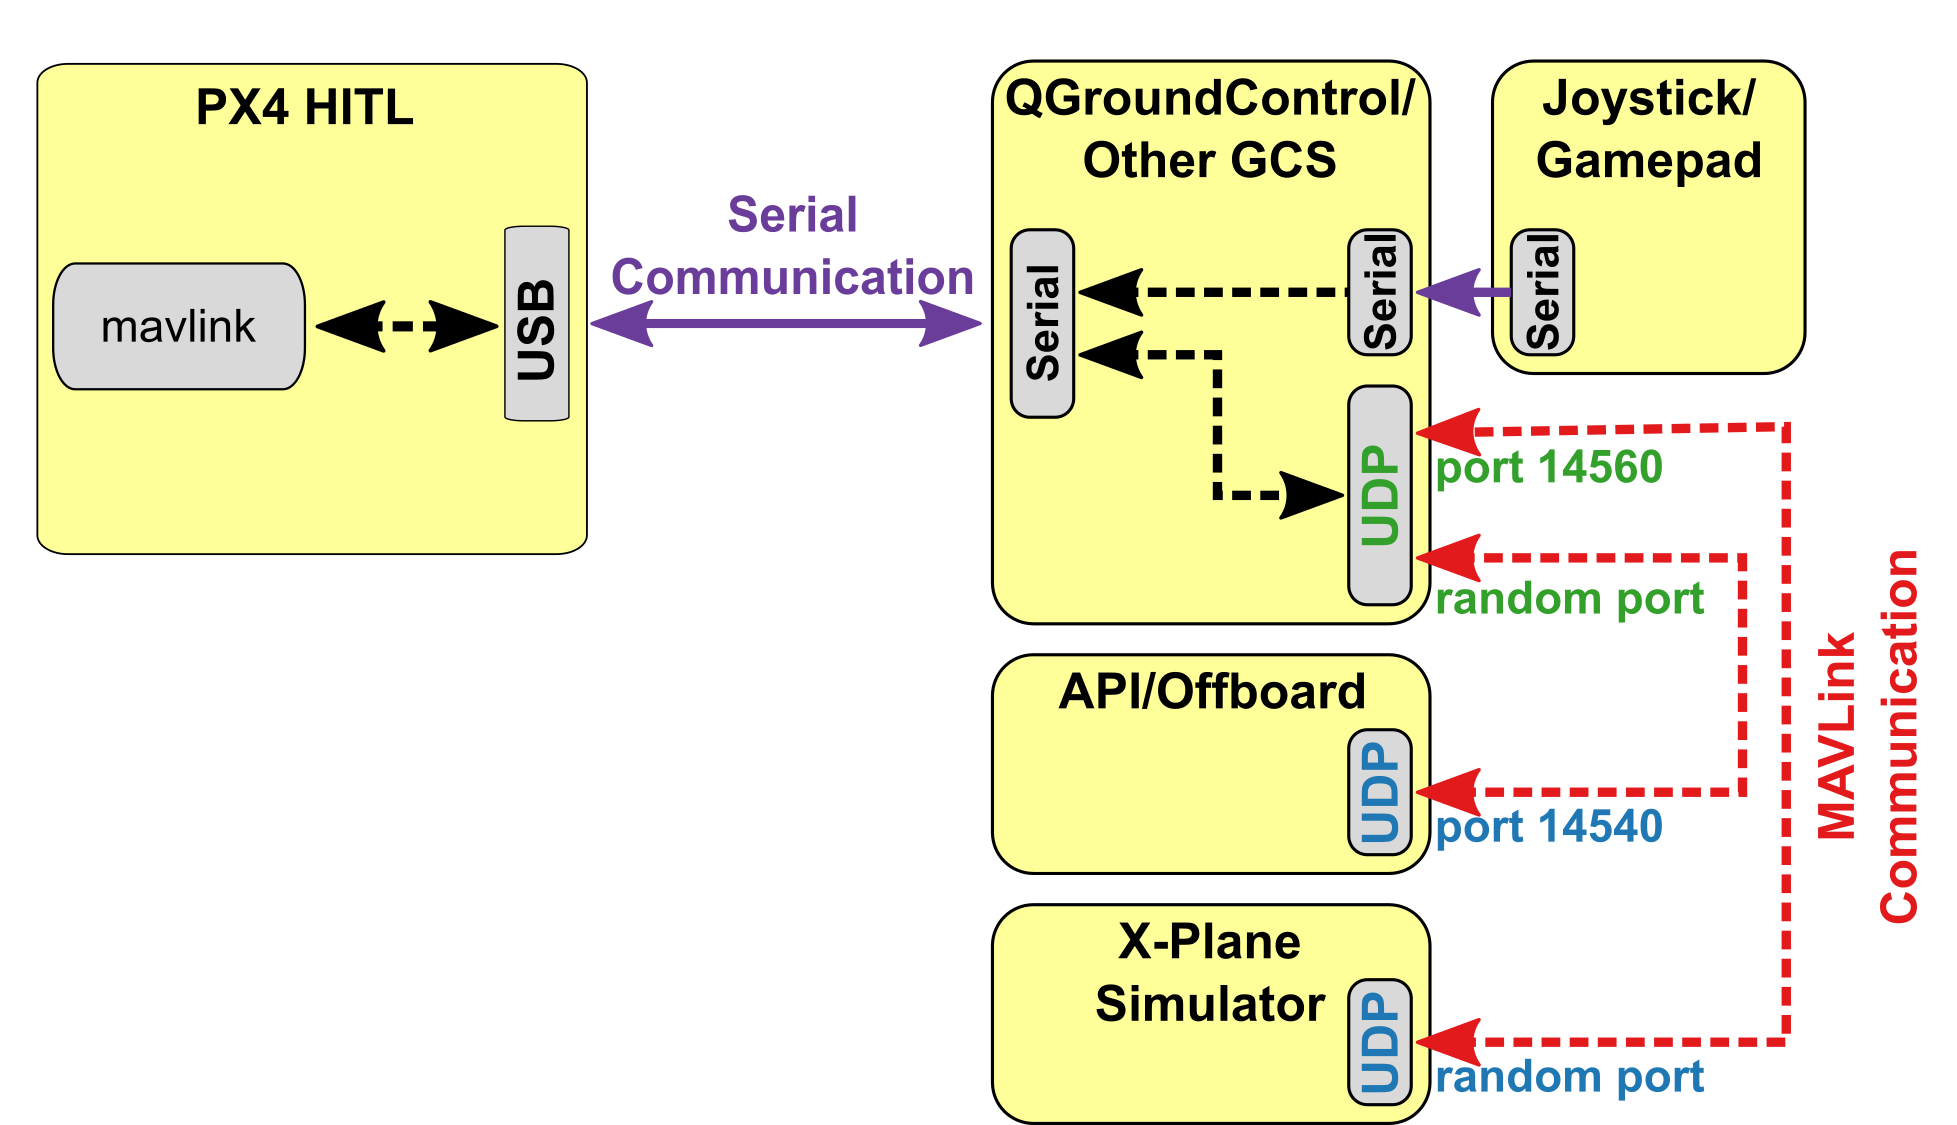 PX4 HITL
mavlink
USB
Serial
Communication
QGroundControl/
Other GCS
Serial
Serial
UDP
Joystick/
Gamepad
Serial
port 14560
random port
API/Offboard
UDP
port 14540
X-Plane
Simulator
UDP
random port
MAVLink
Communication